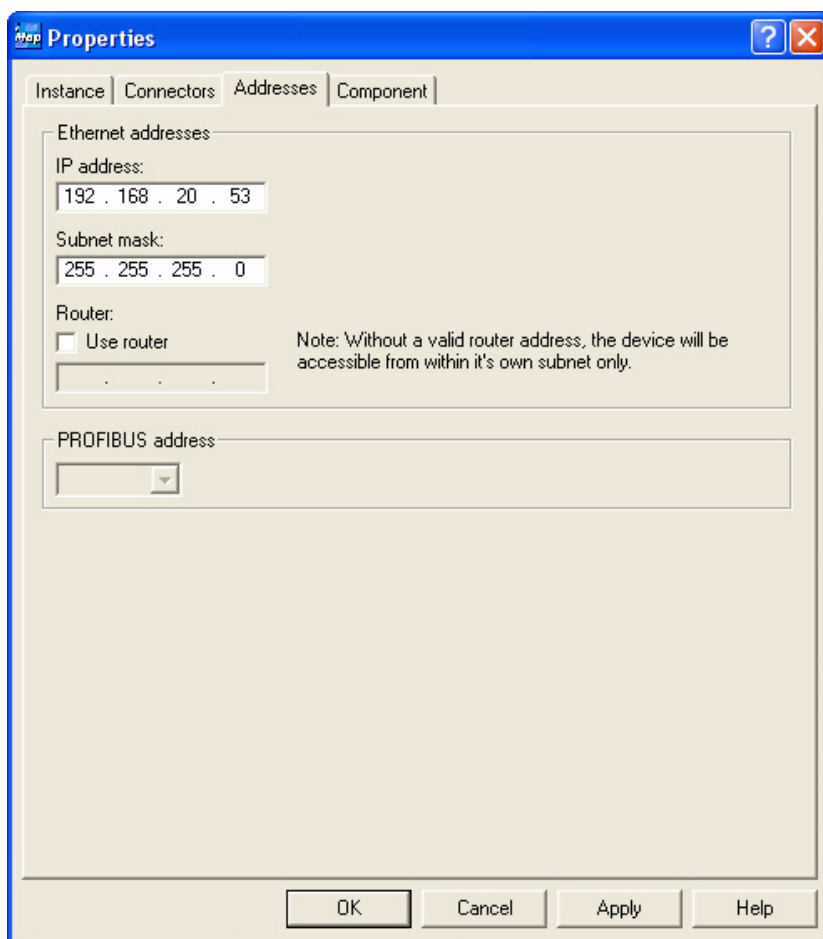 iMap Properties
Instance Connectors Addresses Component
Ethernet addresses
IP address:
192 . 168 . 20 . 53
Subnet mask:
255 . 255 . 255 . 0
Router:
Use router
Note: Without a valid router address, the device will be
accessible from within it's own subnet only.
. . .
PROFIBUS address
OK Cancel Apply Help